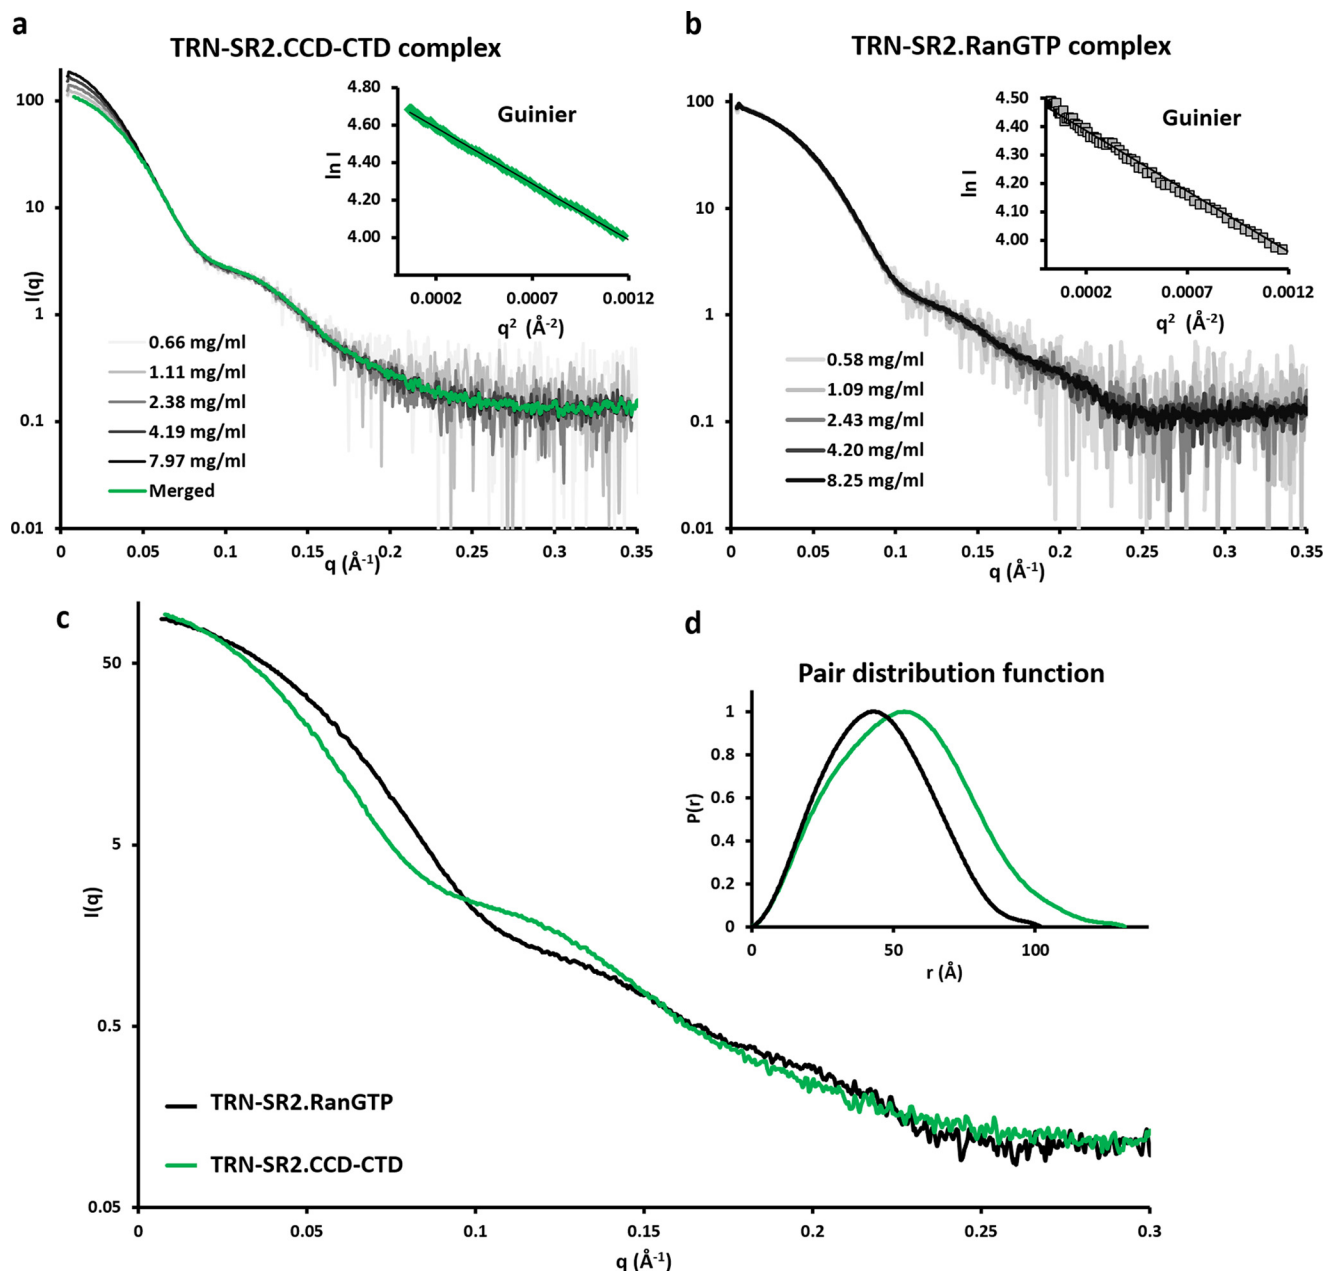 a
TRN-SR2.CCD-CTD complex
100
10
1
0.1
0.01
I(q)
0
0.05
0.1
0.15
0.2
0.25
0.3
0.35
q (Å-1)
0.66 mg/ml
1.11 mg/ml
2.38 mg/ml
4.19 mg/ml
7.97 mg/ml
Merged
Guinier
4.80
4.60
4.40
4.20
4.00
ln I
0.0002
0.0007
0.0012
q2 (Å-2)
b
TRN-SR2.RanGTP complex
100
10
1
0.1
0.01
0
0.05
0.1
0.15
0.2
0.25
0.3
0.35
q (Å-1)
0.58 mg/ml
1.09 mg/ml
2.43 mg/ml
4.20 mg/ml
8.25 mg/ml
Guinier
4.50
4.40
4.30
4.20
4.10
4.00
ln I
0.0002
0.0007
0.0012
q2 (Å-2)
c
50
5
0.5
0.05
I(q)
0
0.05
0.1
0.15
0.2
0.25
0.3
q (Å-1)
TRN-SR2.RanGTP
TRN-SR2.CCD-CTD
d
Pair distribution function
1
0.8
0.6
0.4
0.2
0
P(r)
0
50
100
r (Å)